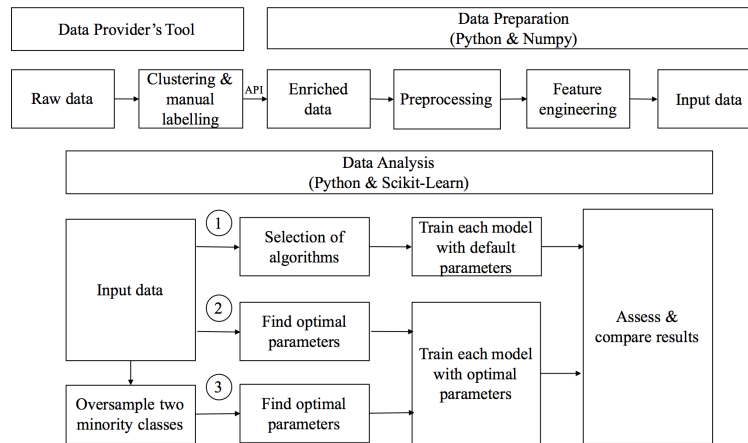 Data Provider's Tool
Data Preparation
(Python & Numpy)
Raw data
Clustering &
manual
labelling
API
Enriched
data
Preprocessing
Feature
engineering
Input data
Data Analysis
(Python & Scikit-Learn)
Input data
1
Selection of
algorithms
Train each model
with default
parameters
2
Find optimal
parameters
Train each model
with optimal
parameters
Assess &
compare results
Oversample two
minority classes
3
Find optimal
parameters